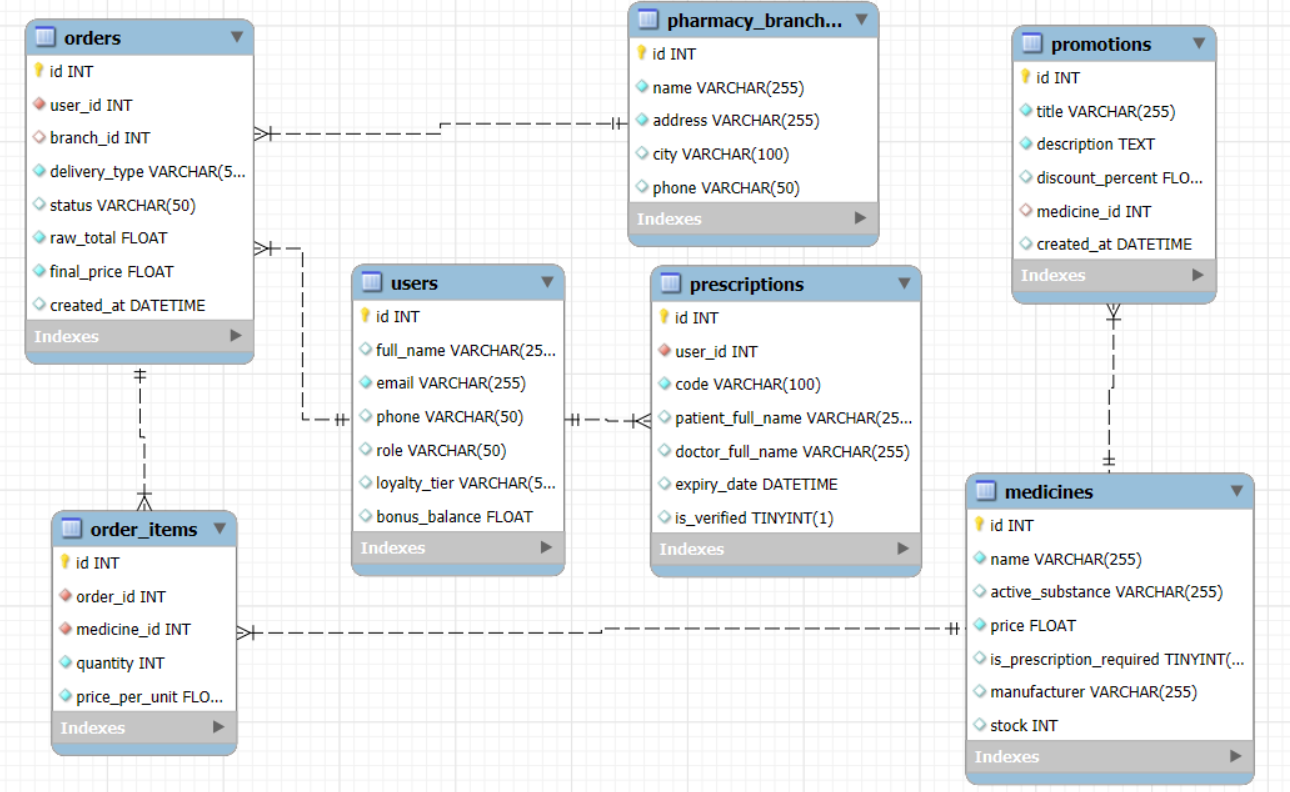 orders
id INT
user_id INT
branch_id INT
delivery_type VARCHAR(5...
status VARCHAR(50)
raw_total FLOAT
final_price FLOAT
created_at DATETIME
Indexes
pharmacy_branch...
id INT
name VARCHAR(255)
address VARCHAR(255)
city VARCHAR(100)
phone VARCHAR(50)
Indexes
promotions
id INT
title VARCHAR(255)
description TEXT
discount_percent FLO...
medicine_id INT
created_at DATETIME
Indexes
users
id INT
full_name VARCHAR(25...
email VARCHAR(255)
phone VARCHAR(50)
role VARCHAR(50)
loyalty_tier VARCHAR(5...
bonus_balance FLOAT
Indexes
prescriptions
id INT
user_id INT
code VARCHAR(100)
patient_full_name VARCHAR(25...
doctor_full_name VARCHAR(255)
expiry_date DATETIME
is_verified TINYINT(1)
Indexes
order_items
id INT
order_id INT
medicine_id INT
quantity INT
price_per_unit FLO...
Indexes
medicines
id INT
name VARCHAR(255)
active_substance VARCHAR(255)
price FLOAT
is_prescription_required TINYINT(...
manufacturer VARCHAR(255)
stock INT
Indexes